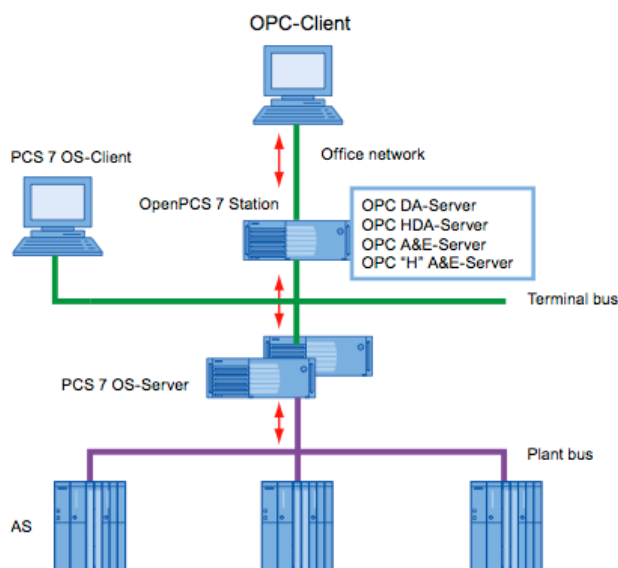 OPC-Client
Office network
PCS 7 OS-Client
OpenPCS 7 Station
OPC DA-Server
OPC HDA-Server
OPC A&E-Server
OPC "H" A&E-Server
Terminal bus
PCS 7 OS-Server
Plant bus
AS